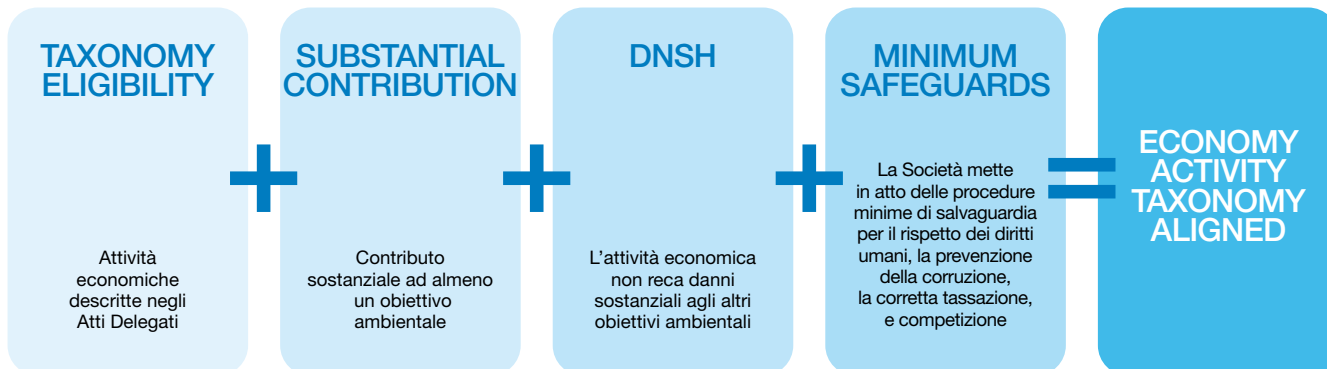 TAXONOMY
ELIGIBILITY
Attività
economiche
descritte negli
Atti Delegati
+
SUBSTANTIAL
CONTRIBUTION
Contributo
sostanziale ad almeno
un obiettivo
ambientale
+
DNSH
L'attività economica
non reca danni
sostanziali agli altri
obiettivi ambientali
+
MINIMUM
SAFEGUARDS
La Società mette
in atto delle procedure
minime di salvaguardia
per il rispetto dei diritti
umani, la prevenzione
della corruzione,
la corretta tassazione,
e competizione
=
ECONOMY
ACTIVITY
TAXONOMY
ALIGNED